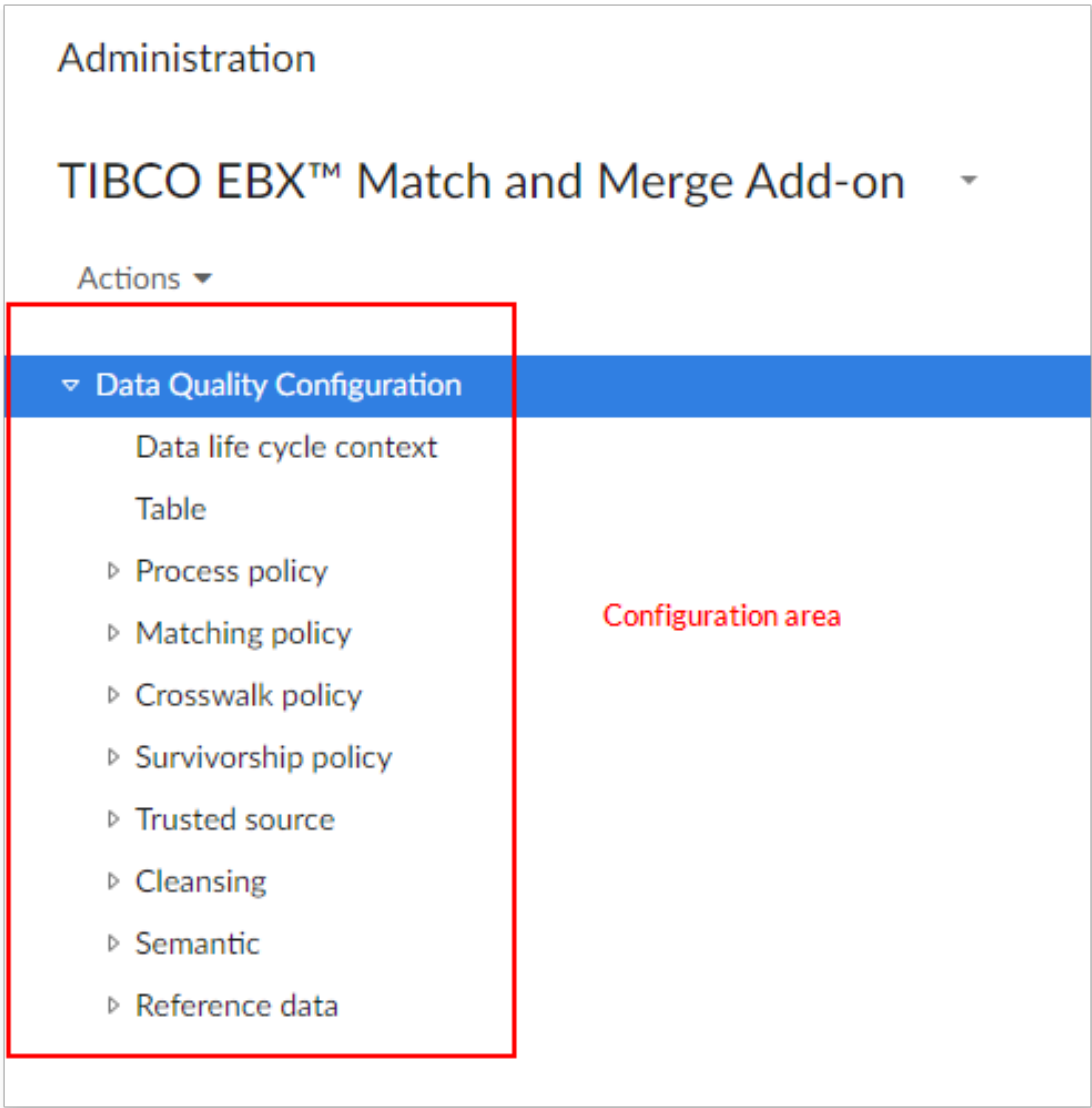 Administration
TIBCO EBX™ Match and Merge Add-on
Actions
Data Quality Configuration
Data life cycle context
Table
Process policy
Matching policy
Configuration area
Crosswalk policy
Survivorship policy
Trusted source
Cleansing
Semantic
Reference data